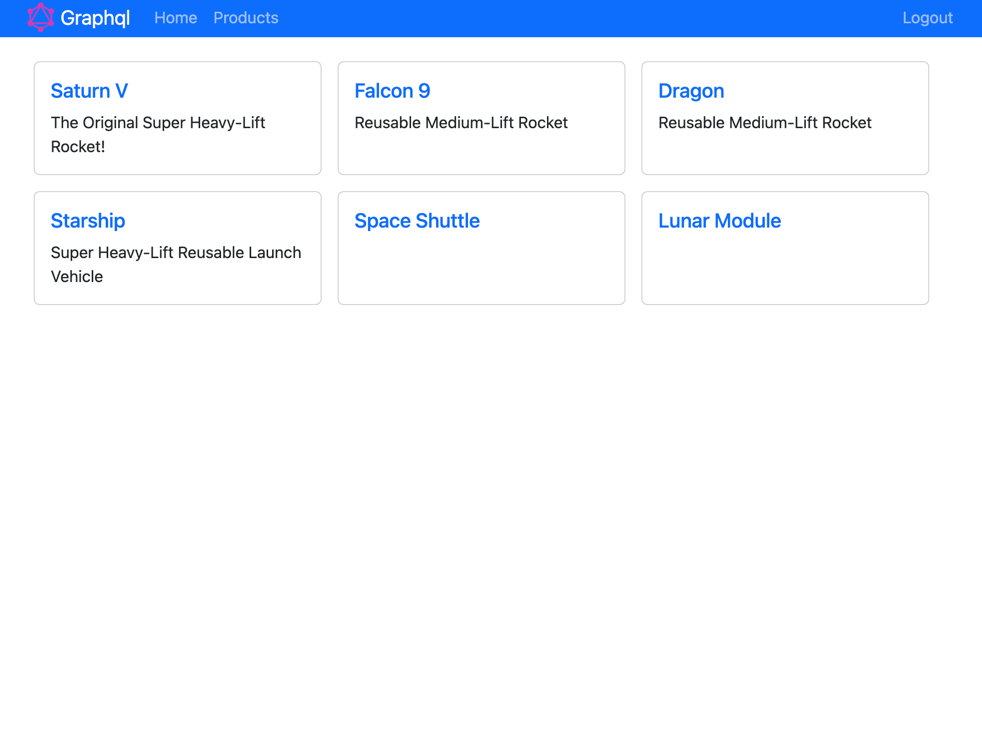 Graphql Home Products Logout
Saturn V
The Original Super Heavy-Lift
Rocket!
Falcon 9
Reusable Medium-Lift Rocket
Dragon
Reusable Medium-Lift Rocket
Starship
Super Heavy-Lift Reusable Launch
Vehicle
Space Shuttle
Lunar Module